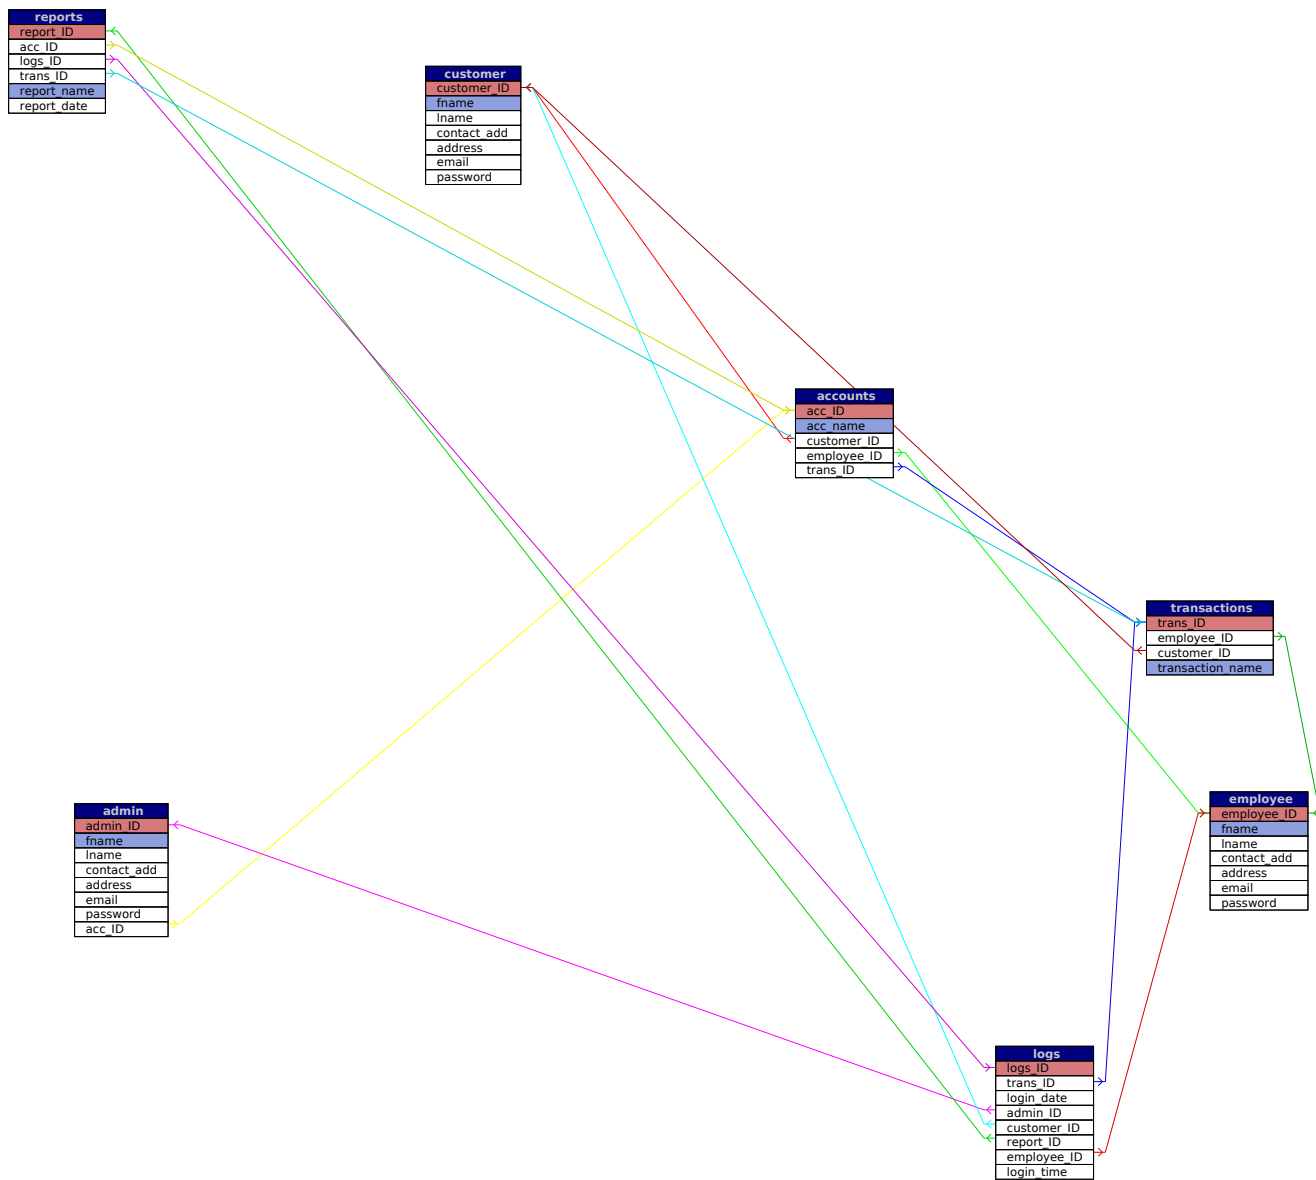 reports
report_ID
acc_ID
logs_ID
trans_ID
report_name
report_date
customer
customer_ID
fname
lname
contact_add
address
email
password
accounts
acc_ID
acc_name
customer_ID
employee_ID
trans_ID
transactions
trans_ID
employee_ID
customer_ID
transaction_name
employee
employee_ID
fname
lname
contact_add
address
email
password
admin
admin_ID
fname
lname
contact_add
address
email
password
acc_ID
logs
logs_ID
trans_ID
login_date
admin_ID
customer_ID
report_ID
employee_ID
login_time